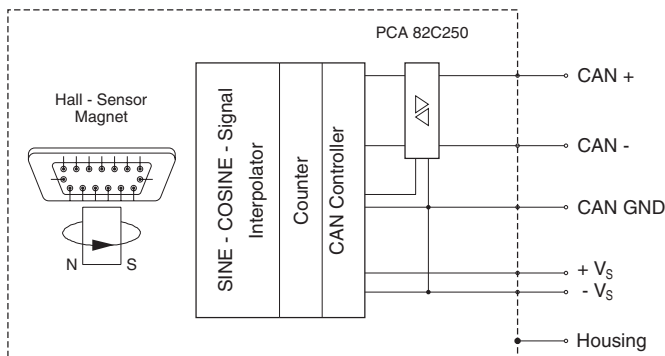 PCA 82C250
Hall - Sensor
Magnet
N
S
SINE - COSINE - Signal
Interpolator
Counter
CAN Controller
CAN +
CAN -
CAN GND
+ VS
- VS
Housing